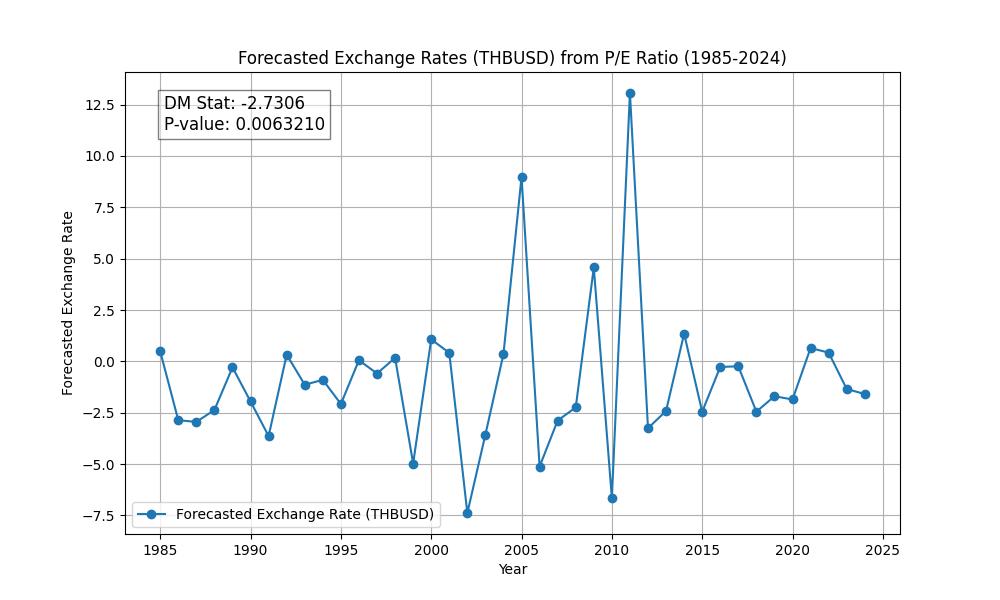 Forecasted Exchange Rates (THBUSD) from P/E Ratio (1985-2024)
DM Stat: -2.7306
P-value: 0.0063210
Forecasted Exchange Rate
12.5
10.0
7.5
5.0
2.5
0.0
−2.5
−5.0
−7.5
Forecasted Exchange Rate (THBUSD)
1985 1990 1995 2000 2005 2010 2015 2020 2025
Year